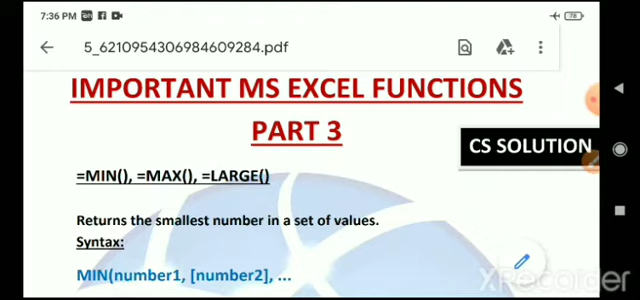 7:36 PM
78
5_6210954306984609284.pdf
IMPORTANT MS EXCEL FUNCTIONS
PART 3
CS SOLUTION
=MIN(), =MAX(), =LARGE()
Returns the smallest number in a set of values.
Syntax:
MIN(number1, [number2], ...
XRecorder